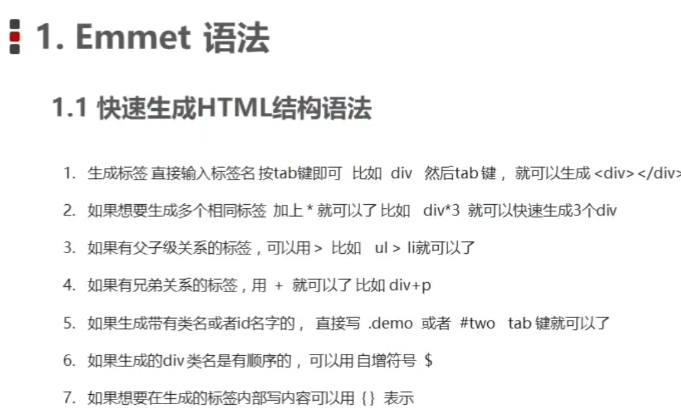 1. Emmet 语法
1.1 快速生成HTML结构语法
1. 生成标签 直接输入标签名 按tab键即可 比如 div 然后tab 键， 就可以生成 <div></div>
2. 如果想要生成多个相同标签 加上 * 就可以了 比如 div*3 就可以快速生成3个div
3. 如果有父子级关系的标签，可以用 > 比如 ul > li就可以了
4. 如果有兄弟关系的标签，用 + 就可以了 比如 div+p
5. 如果生成带有类名或者id名字的， 直接写 .demo 或者 #two tab 键就可以了
6. 如果生成的div 类名是有顺序的， 可以用 自增符号 $
7. 如果想要在生成的标签内部写内容可以用 { } 表示